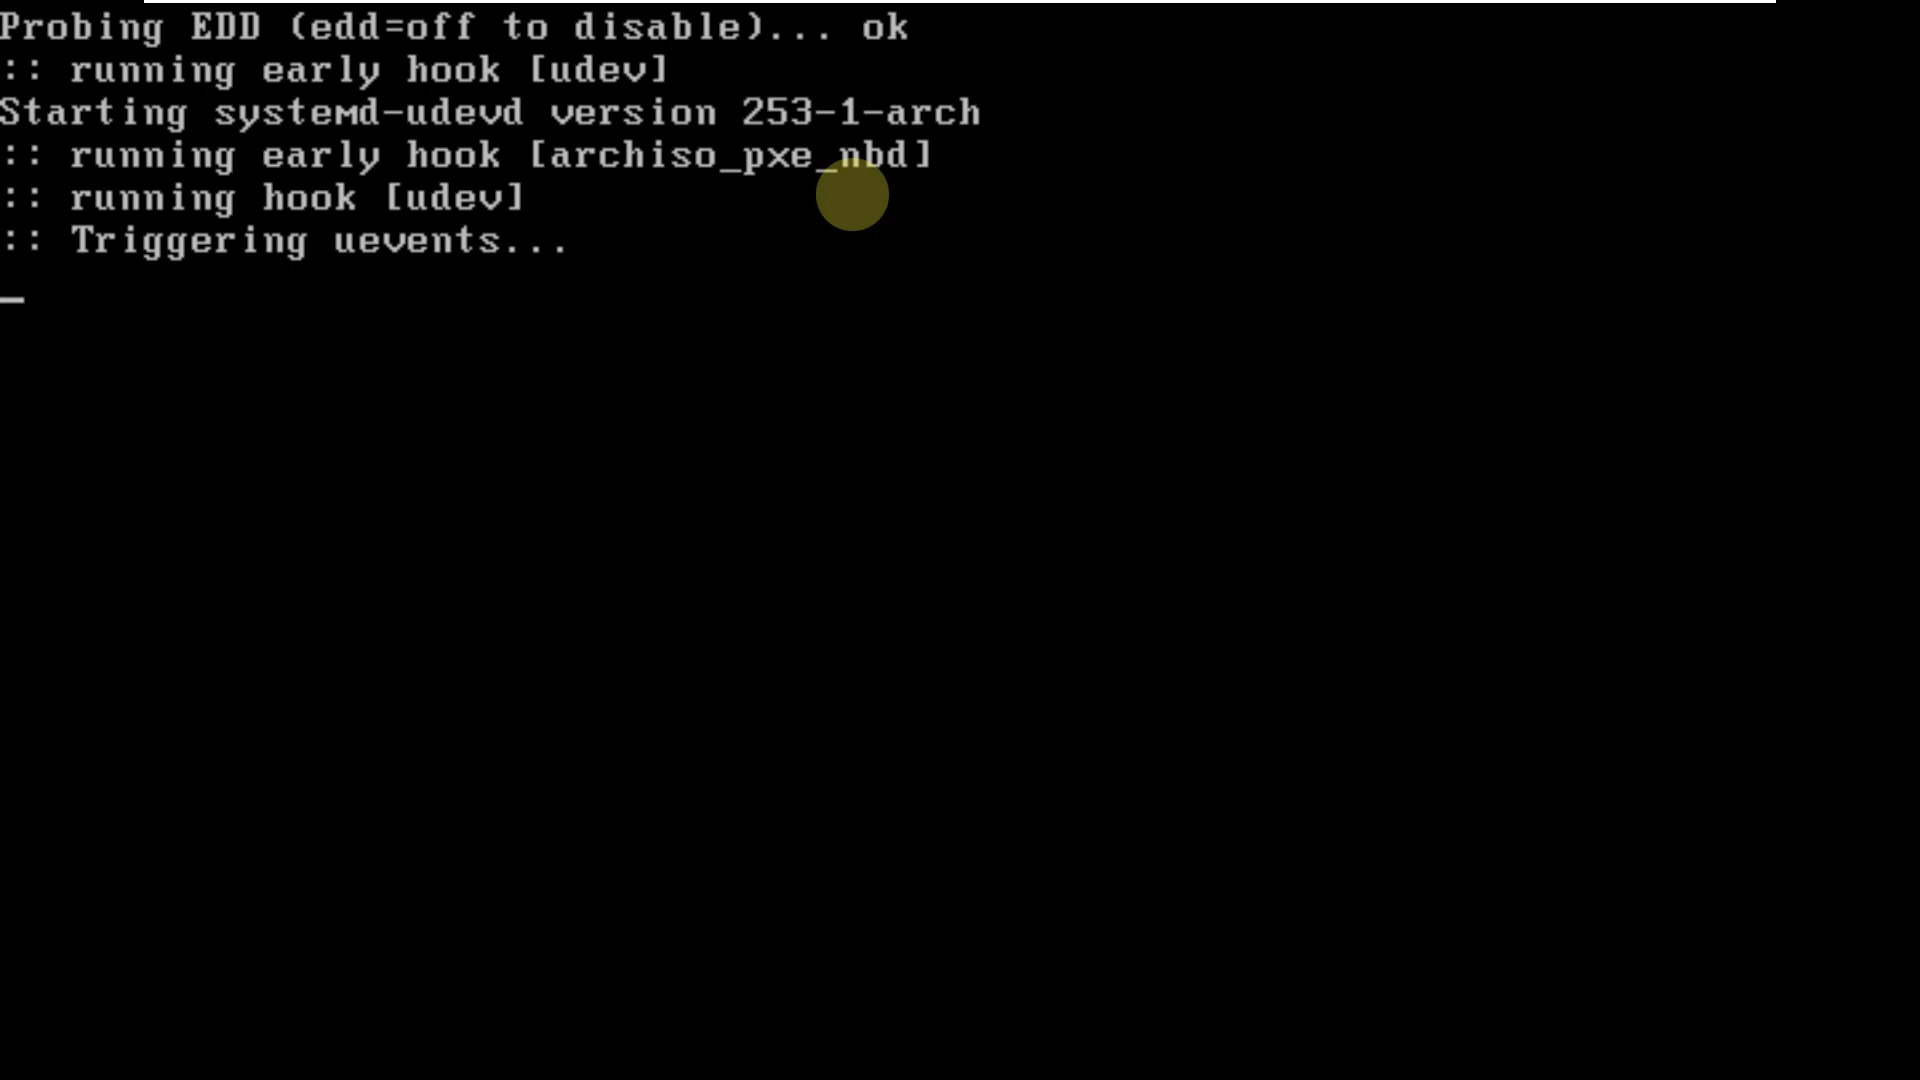 Probing EDD (edd=off to disable)... ok
:: running early hook [udev]
Starting systemd-udevd version 253-1-arch
:: running early hook [archiso_pxe_nbd]
:: running hook [udev]
:: Triggering uevents...